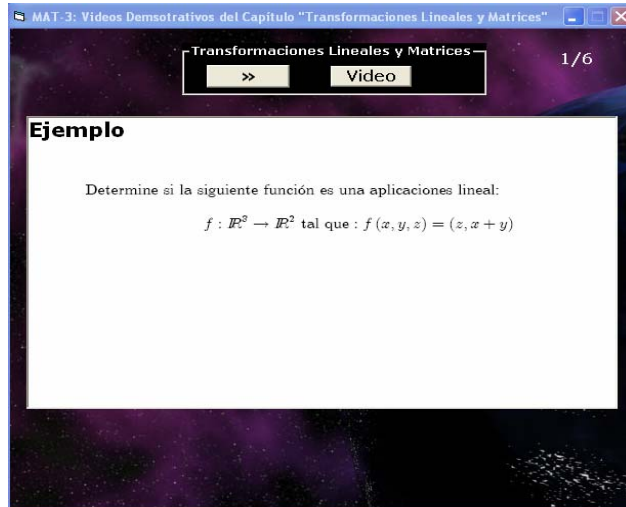 MAT-3: Videos Demsotrativos del Capítulo "Transformaciones Lineales y Matrices"
Transformaciones Lineales y Matrices
» Video
1/6
Ejemplo
Determine si la siguiente función es una aplicaciones lineal:
f : ℝ³ → ℝ² tal que : f (x, y, z) = (z, x + y)